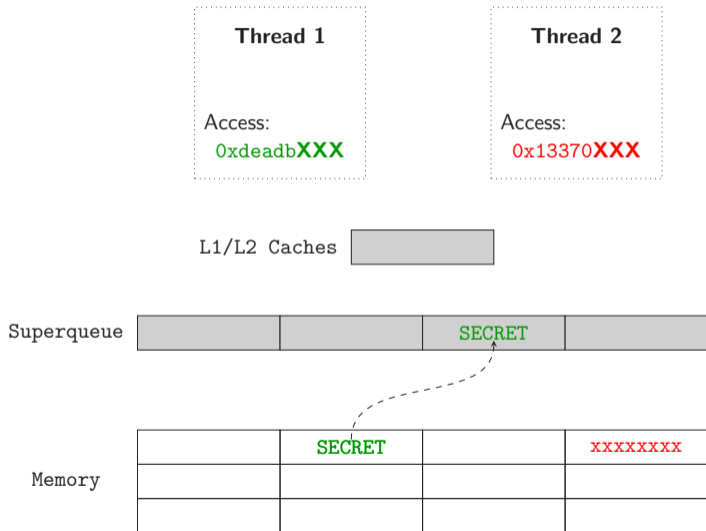 Thread 1
Thread 2
Access:
0xdeadbXXX
Access:
0x13370XXX
L1/L2 Caches
Superqueue
SECRET
SECRET
xxxxxxxx
Memory